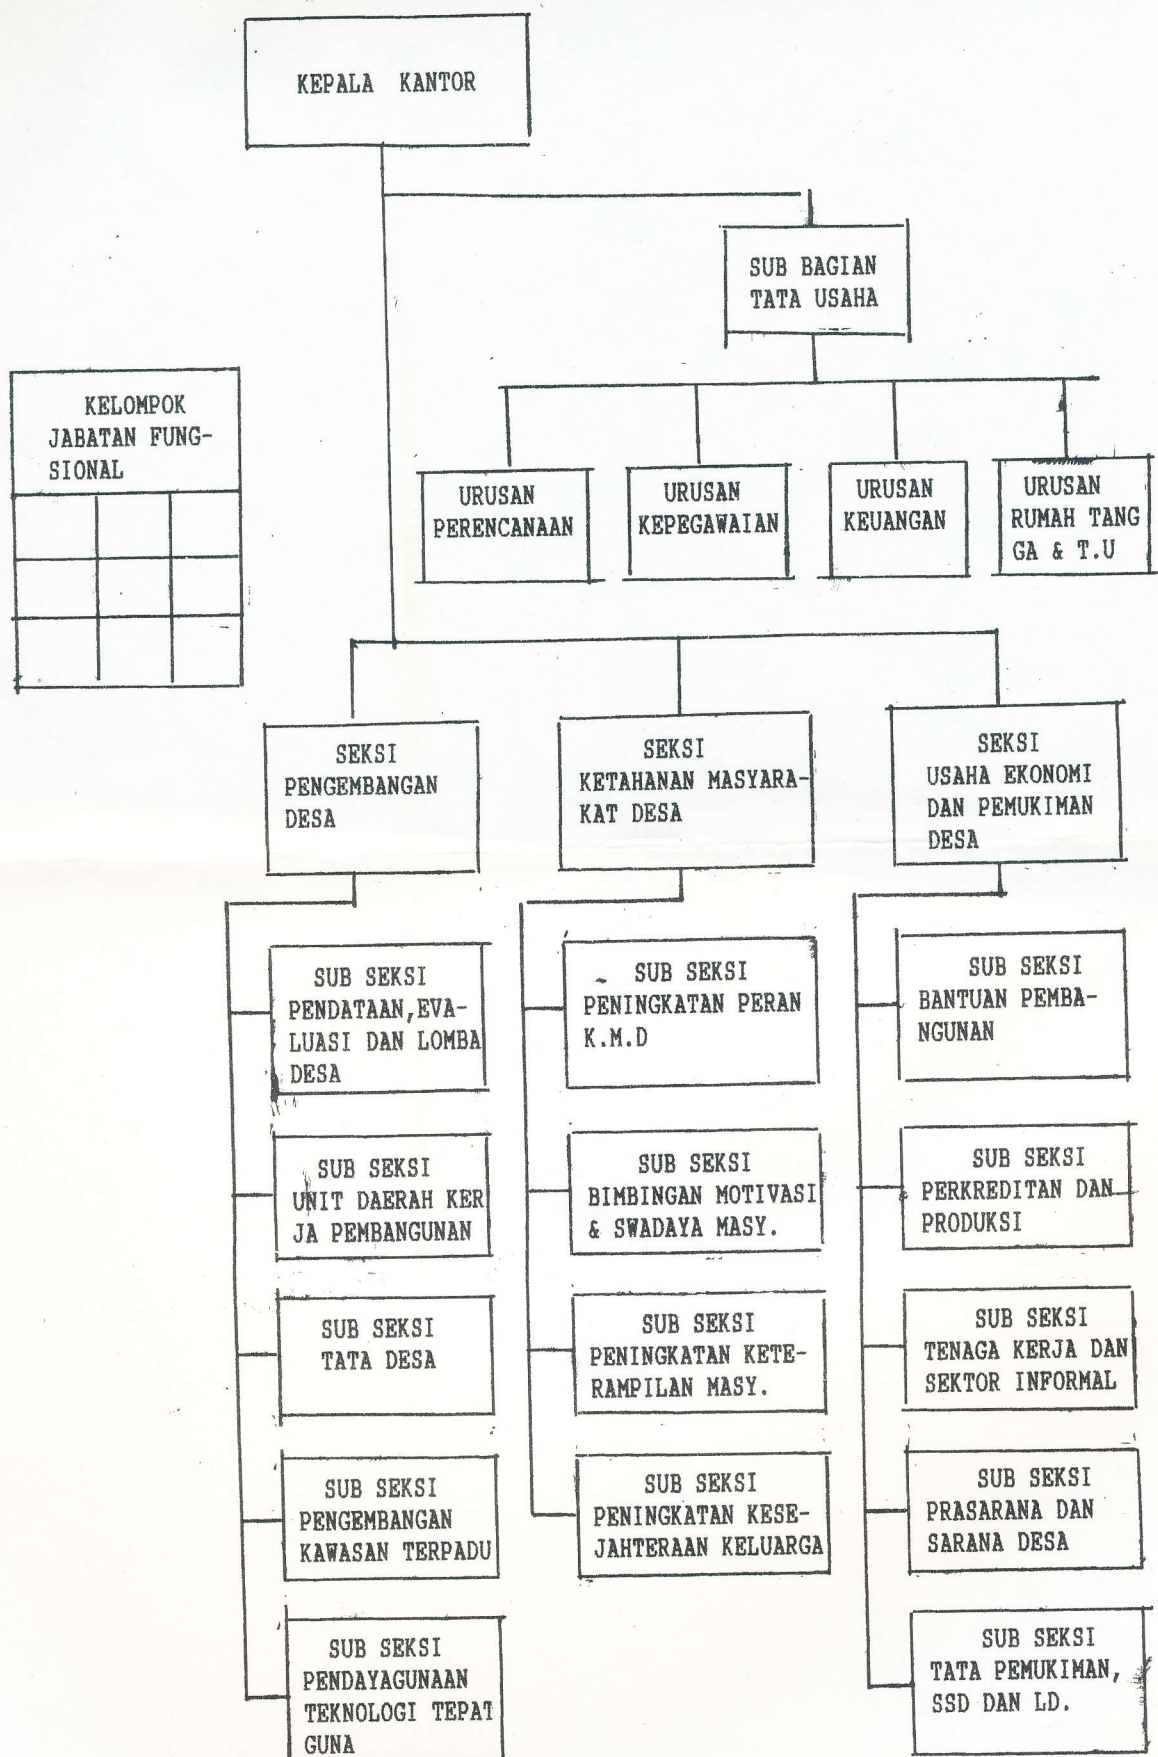 KEPALA KANTOR
SUB BAGIAN
TATA USAHA
KELOMPOK
JABATAN FUNG-
SIONAL
URUSAN
PERENCANAAN
URUSAN
KEPEGAWAIAN
URUSAN
KEUANGAN
URUSAN
RUMAH TANG
GA & T.U
SEKSI
PENGEMBANGAN
DESA
SEKSI
KETAHANAN MASYARA-
KAT DESA
SEKSI
USAHA EKONOMI
DAN PEMUKIMAN
DESA
SUB SEKSI
PENDATAAN,EVA-
LUASI DAN LOMBA
DESA
SUB SEKSI
UNIT DAERAH KER
JA PEMBANGUNAN
SUB SEKSI
TATA DESA
SUB SEKSI
PENGEMBANGAN
KAWASAN TERPADU
SUB SEKSI
PENDAYAGUNAAN
TEKNOLOGI TEPAT
GUNA
SUB SEKSI
PENINGKATAN PERAN
K.M.D
SUB SEKSI
BIMBINGAN MOTIVASI
& SWADAYA MASY.
SUB SEKSI
PENINGKATAN KETE-
RAMPILAN MASY.
SUB SEKSI
PENINGKATAN KESE-
JAHTERAAN KELUARGA
SUB SEKSI
BANTUAN PEMBA-
NGUNAN
SUB SEKSI
PERKREDITAN DAN
PRODUKSI
SUB SEKSI
TENAGA KERJA DAN
SEKTOR INFORMAL
SUB SEKSI
PRASARANA DAN
SARANA DESA
SUB SEKSI
TATA PEMUKIMAN,
SSD DAN LD.